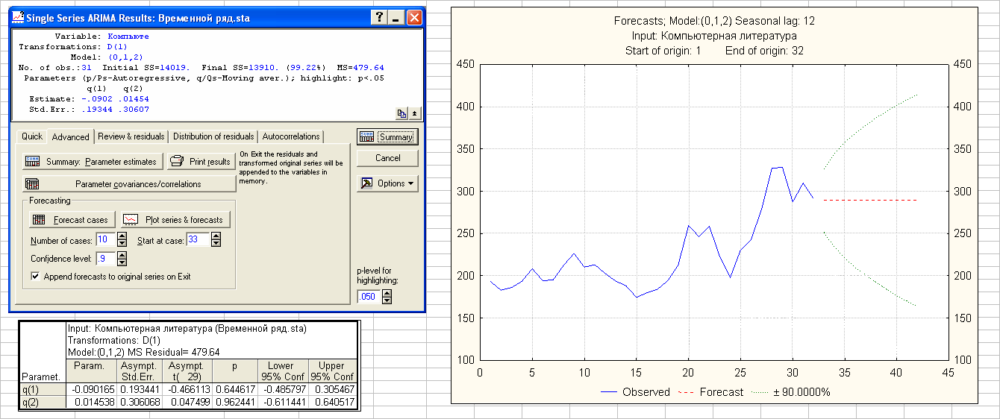 Single Series ARIMA Results: Временной ряд.sta
Variable: Компьюте
Transformations: D(1)
Model: (0,1,2)
No. of obs.:31 Initial SS=14019. Final SS=13910. (99.22%) MS=479.64
Parameters (p/Ps-Autoregressive, q/Qs-Moving aver.); highlight: p<.05
q(1) q(2)
Estimate: -.0902 .01454
Std.Err.: .19344 .30607
Quick Advanced Review & residuals Distribution of residuals Autocorrelations
Summary
Cancel
Options
Summary: Parameter estimates Print results
Parameter covariances/correlations
On Exit the residuals and
transformed original series will be
appended to the variables in
memory.
Forecasting
Forecast cases Plot series & forecasts
Number of cases: 10 Start at case: 33
Confidence level: .9
Append forecasts to original series on Exit
p-level for
highlighting:
.050
Input: Компьютерная литература (Временной ряд.sta)
Transformations: D(1)
Model:(0,1,2) MS Residual= 479.64
Paramet. Param. Asympt. Std.Err. Asympt. t( 29) p Lower 95% Conf Upper 95% Conf
q(1) -0.090165 0.193441 -0.466113 0.644617 -0.485797 0.305467
q(2) 0.014538 0.306068 0.047499 0.962441 -0.611441 0.640517
Forecasts; Model:(0,1,2) Seasonal lag: 12
Input: Компьютерная литература
Start of origin: 1 End of origin: 32
450 450
400 400
350 350
300 300
250 250
200 200
150 150
100 100
0 5 10 15 20 25 30 35 40 45
Observed Forecast ± 90.0000%